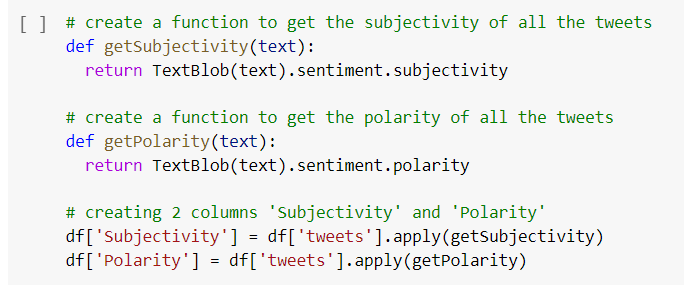 [ ] # create a function to get the subjectivity of all the tweets
def getSubjectivity(text):
  return TextBlob(text).sentiment.subjectivity

# create a function to get the polarity of all the tweets
def getPolarity(text):
  return TextBlob(text).sentiment.polarity

# creating 2 columns 'Subjectivity' and 'Polarity'
df['Subjectivity'] = df['tweets'].apply(getSubjectivity)
df['Polarity'] = df['tweets'].apply(getPolarity)